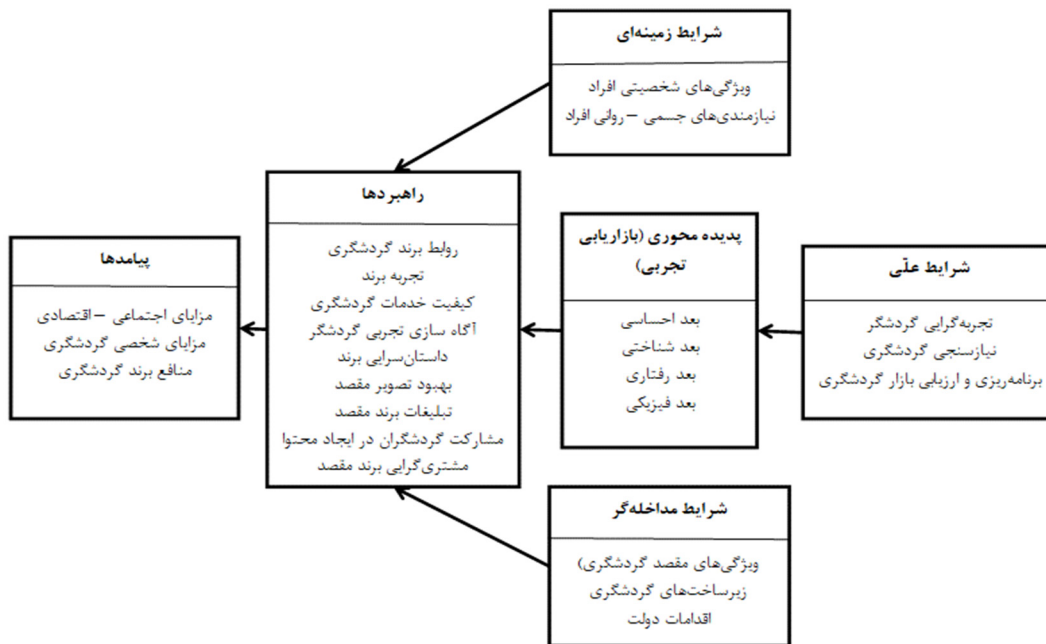 شرایط زمینه‌ای
ویژگی‌های شخصیتی افراد
نیازمندی‌های جسمی – روانی افراد
شرایط علّی
تجربه‌گرایی گردشگر
نیازسنجی گردشگری
برنامه‌ریزی و ارزیابی بازار گردشگری
پدیده محوری (بازاریابی
تجربی)
بعد احساسی
بعد شناختی
بعد رفتاری
بعد فیزیکی
راهبردها
روابط برند گردشگری
تجربه برند
کیفیت خدمات گردشگری
آگاه سازی تجربی گردشگر
داستان‌سرایی برند
بهبود تصویر مقصد
تبلیغات برند مقصد
مشارکت گردشگران در ایجاد محتوا
مشتری‌گرایی برند مقصد
پیامدها
مزایای اجتماعی – اقتصادی
مزایای شخصی گردشگری
منافع برند گردشگری
شرایط مداخله‌گر
ویژگی‌های مقصد گردشگری)
زیرساخت‌های گردشگری
اقدامات دولت